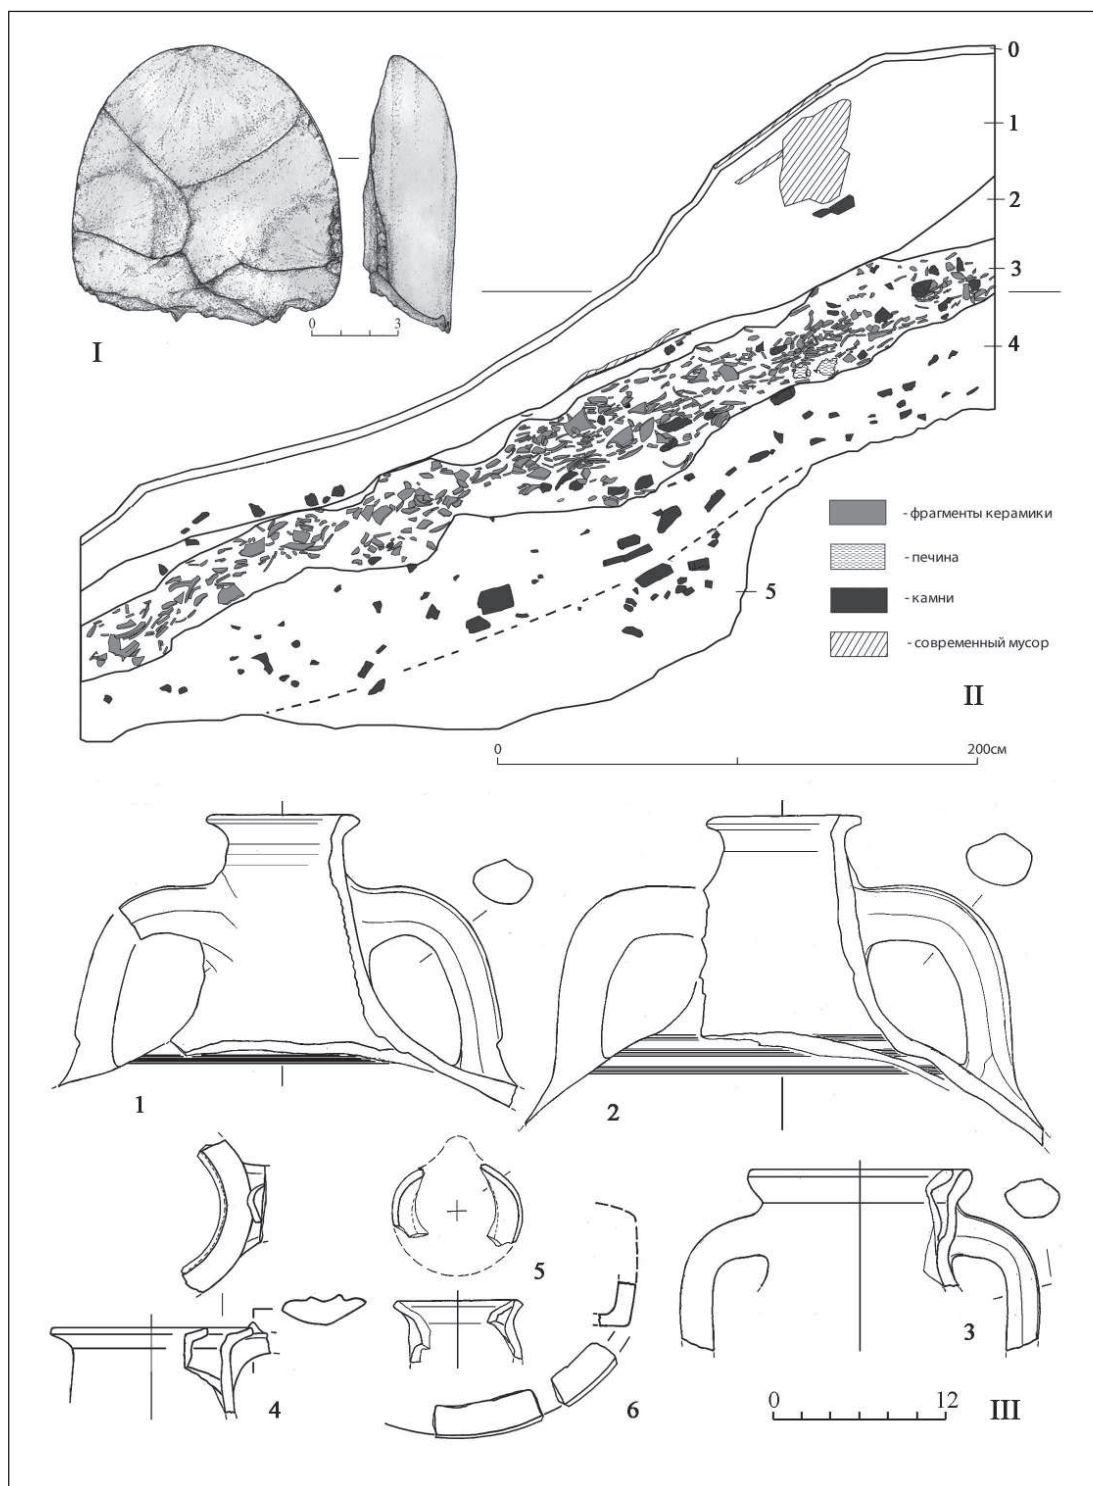 0
1
2
3
4
0 3
I
- фрагменты керамики
- печина
5
- камни
- современный мусор
II
0 200см
1
2
5
3
4
6
0 12
III